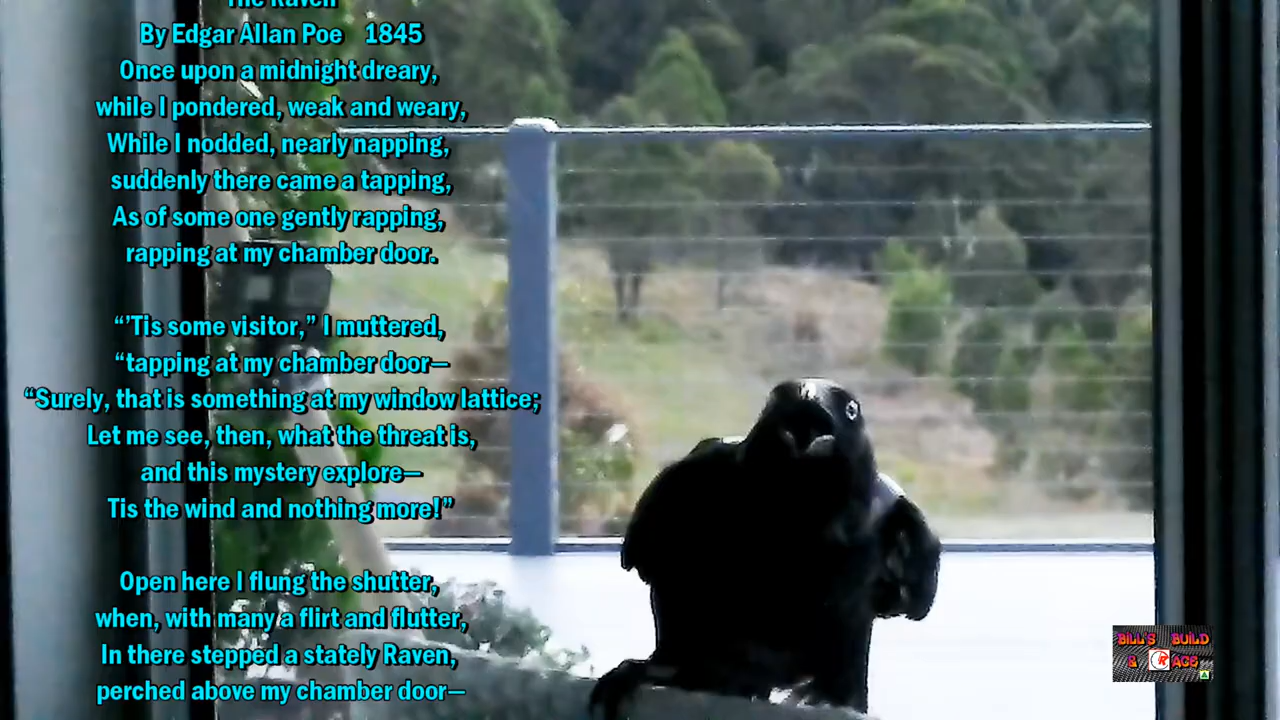 The Raven
By Edgar Allan Poe 1845
Once upon a midnight dreary,
while I pondered, weak and weary,
While I nodded, nearly napping,
suddenly there came a tapping,
As of some one gently rapping,
rapping at my chamber door.
“’Tis some visitor,” I muttered,
“tapping at my chamber door—
“Surely, that is something at my window lattice;
Let me see, then, what the threat is,
and this mystery explore—
Tis the wind and nothing more!”
Open here I flung the shutter,
when, with many a flirt and flutter,
In there stepped a stately Raven,
perched above my chamber door—
BILL'S BUILD
&